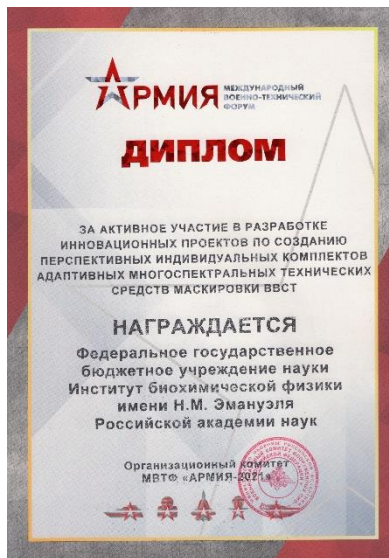 АРМИЯ
МЕЖДУНАРОДНЫЙ
ВОЕННО-ТЕХНИЧЕСКИЙ
ФОРУМ
ДИПЛОМ
ЗА АКТИВНОЕ УЧАСТИЕ В РАЗРАБОТКЕ
ИННОВАЦИОННЫХ ПРОЕКТОВ ПО СОЗДАНИЮ
ПЕРСПЕКТИВНЫХ ИНДИВИДУАЛЬНЫХ КОМПЛЕКТОВ
АДАПТИВНЫХ МНОГОСПЕКТРАЛЬНЫХ ТЕХНИЧЕСКИХ
СРЕДСТВ МАСКИРОВКИ ВВСТ
НАГРАЖДАЕТСЯ
Федеральное государственное
бюджетное учреждение науки
Институт биохимической физики
имени Н.М. Эмануэля
Российской академии наук
Организационный комитет
МВТФ «АРМИЯ-2021»